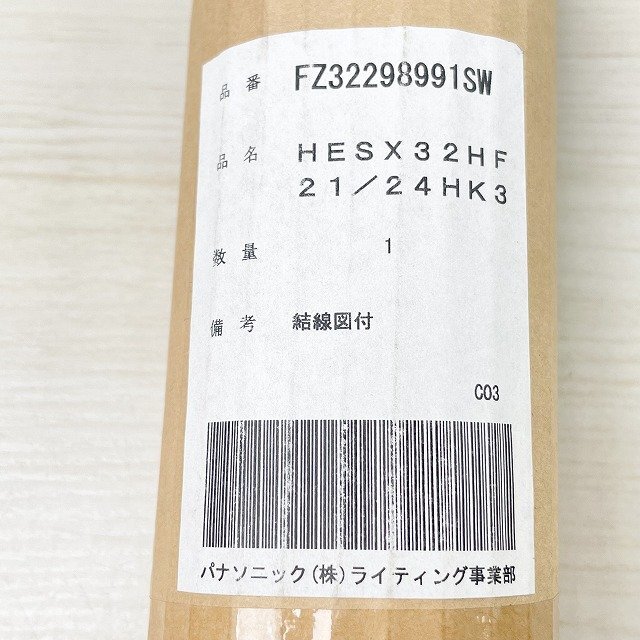 品番 FZ32298991SW
品名 HESX32HF
21/24HK3
数量 1
備考 結線図付
C03
パナソニック(株)ライティング事業部